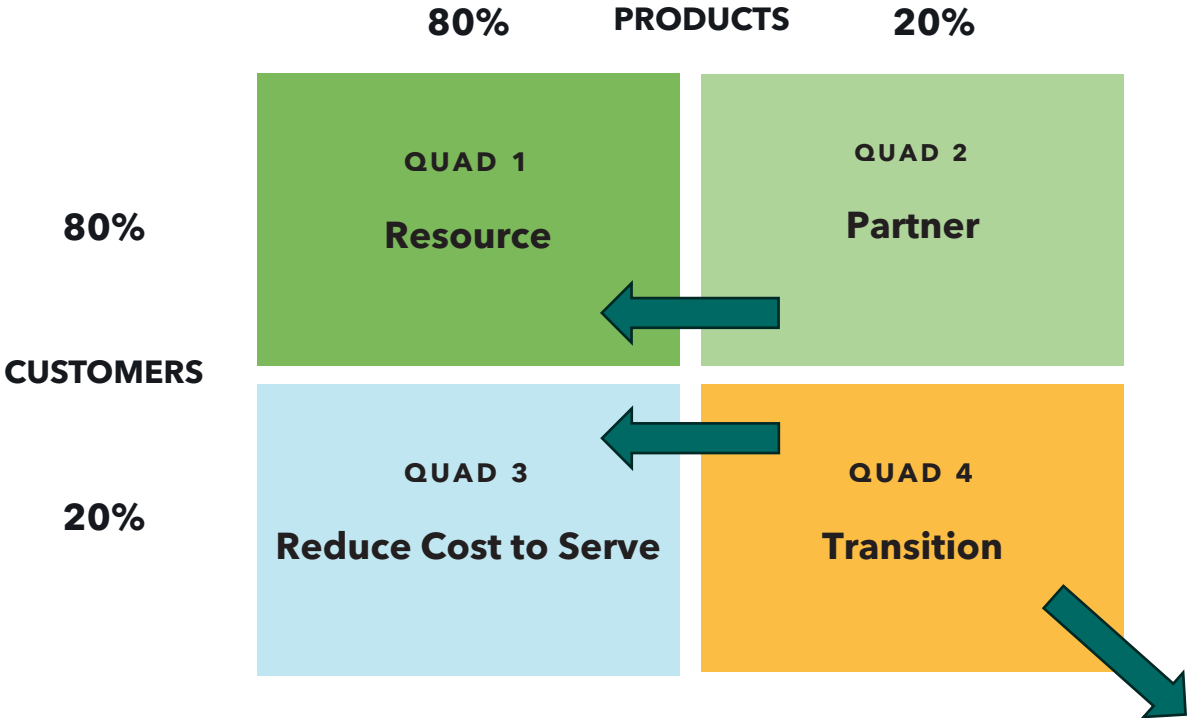 80% PRODUCTS 20%
QUAD 1
Resource
QUAD 2
Partner
80%
CUSTOMERS
QUAD 3
Reduce Cost to Serve
QUAD 4
Transition
20%